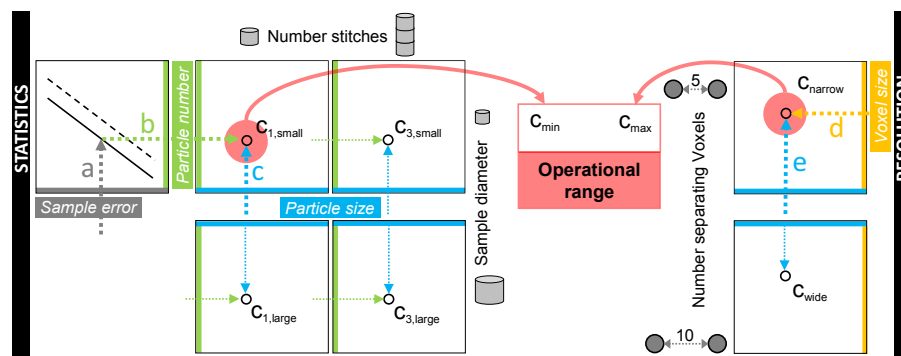 Number stitches
STATISTICS
Particle number
b
a
Sample error
C1,small
c
C3,small
Particle size
C1,large
C3,large
Sample diameter
Cmin
Cmax
Operational range
5
Number separating Voxels
10
Cnarrow
d
e
Cwide
Voxel size
RESOLUTION